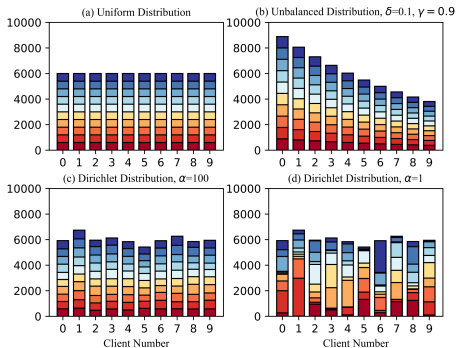 (a) Uniform Distribution
(b) Unbalanced Distribution, δ=0.1, γ = 0.9
10000
8000
6000
4000
2000
0
0 1 2 3 4 5 6 7 8 9
10000
8000
6000
4000
2000
0
0 1 2 3 4 5 6 7 8 9
(c) Dirichlet Distribution, α=100
(d) Dirichlet Distribution, α=1
10000
8000
6000
4000
2000
0
0 1 2 3 4 5 6 7 8 9
Client Number
10000
8000
6000
4000
2000
0
0 1 2 3 4 5 6 7 8 9
Client Number